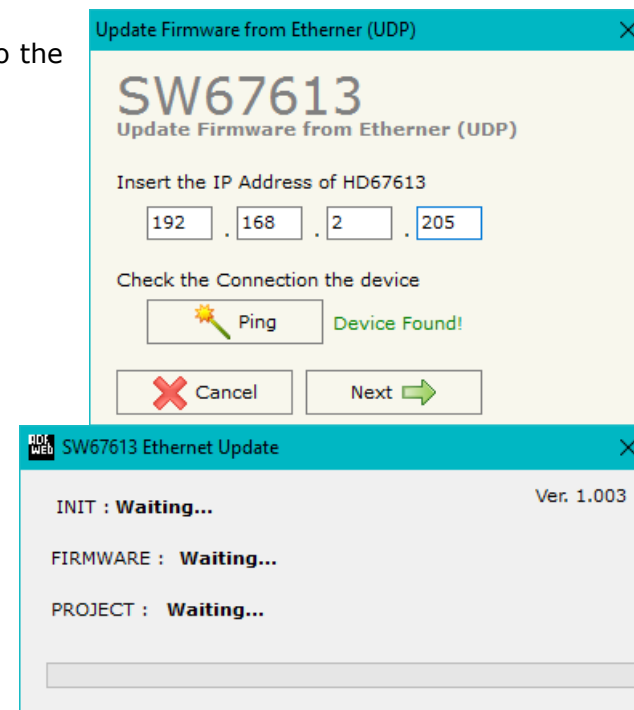 o the
Update Firmware from Etherner (UDP)
SW67613
Update Firmware from Etherner (UDP)
Insert the IP Address of HD67613
192 . 168 . 2 . 205
Check the Connection the device
Ping Device Found!
Cancel Next
ADF WEB SW67613 Ethernet Update
Ver. 1.003
INIT : Waiting...
FIRMWARE : Waiting...
PROJECT : Waiting...